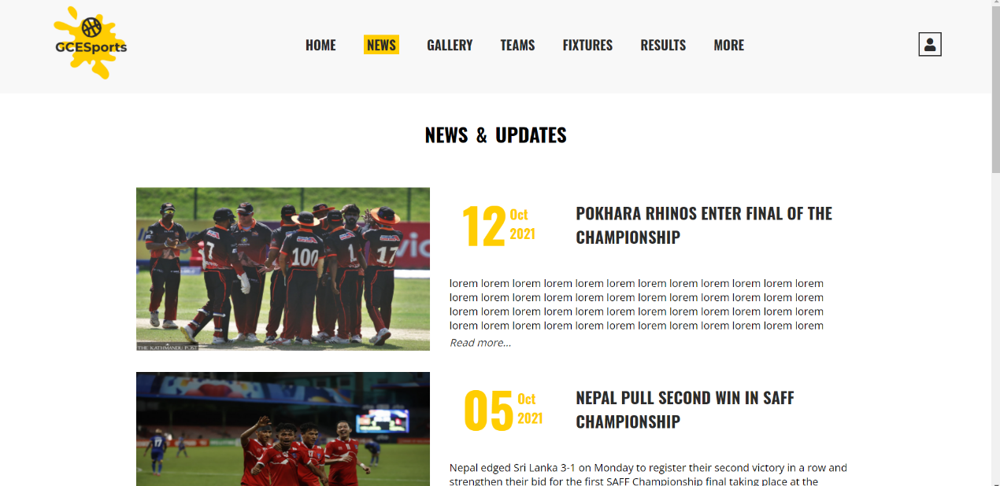 GCESports
HOME NEWS GALLERY TEAMS FIXTURES RESULTS MORE
NEWS & UPDATES
12 Oct 2021
POKHARA RHINOS ENTER FINAL OF THE
CHAMPIONSHIP
lorem lorem lorem lorem lorem lorem lorem lorem lorem lorem lorem lorem
lorem lorem lorem lorem lorem lorem lorem lorem lorem lorem lorem lorem
lorem lorem lorem lorem lorem lorem lorem lorem lorem lorem lorem lorem
lorem lorem lorem lorem lorem lorem lorem lorem lorem lorem lorem lorem
Read more...
7 100 1 17
THE KATHMANDU POST
05 Oct 2021
NEPAL PULL SECOND WIN IN SAFF
CHAMPIONSHIP
Nepal edged Sri Lanka 3-1 on Monday to register their second victory in a row and
strengthen their bid for the first SAFF Championship final taking place at the
17